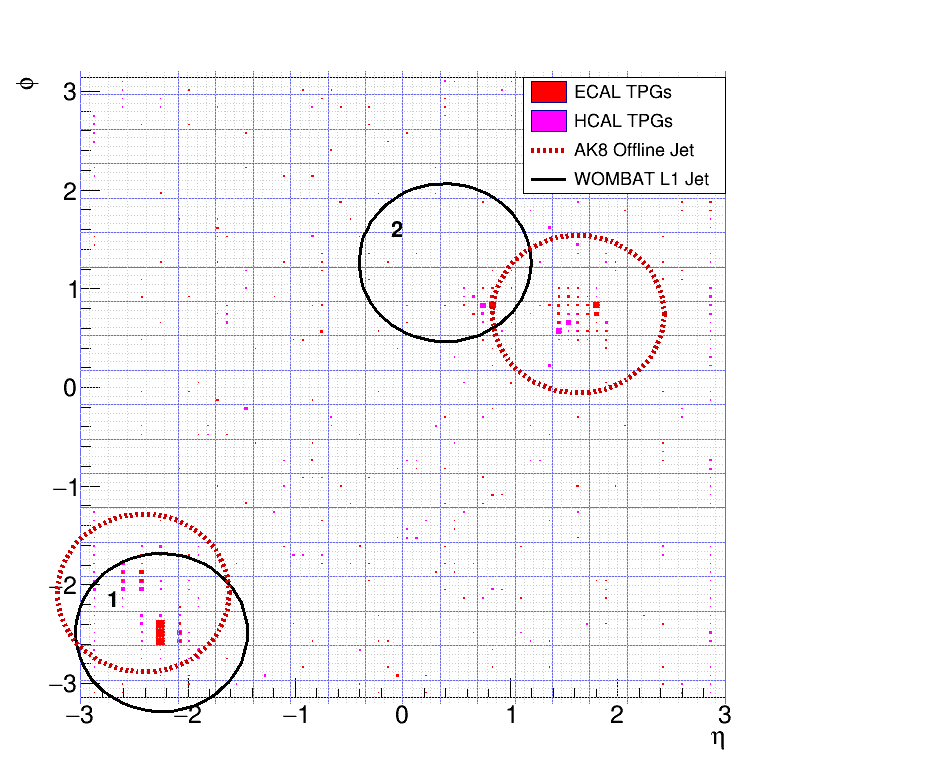 ϕ
3
2
1
0
−1
−2
−3
ECAL TPGs
HCAL TPGs
AK8 Offline Jet
WOMBAT L1 Jet
2
1
−3 −2 −1 0 1 2 3
η